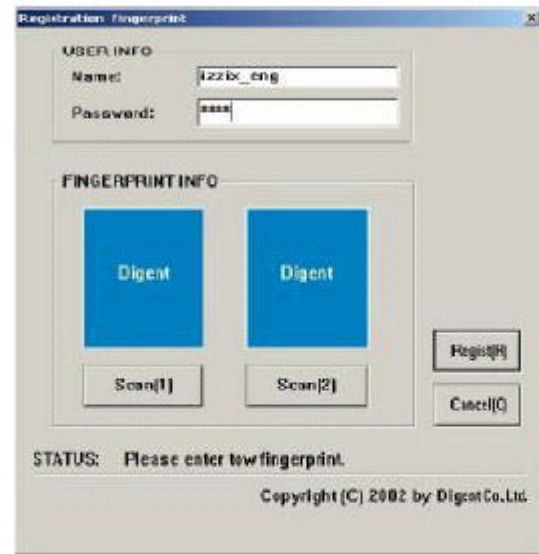 Registration fingerprint
USER INFO
Name: izzix_eng
Password: ****
FINGERPRINT INFO
Digent Digent
Scan(1) Scan(2)
Regist(R)
Cancel(C)
STATUS: Please enter tow fingerprint.
Copyright (C) 2002 by Digent Co.Ltd.